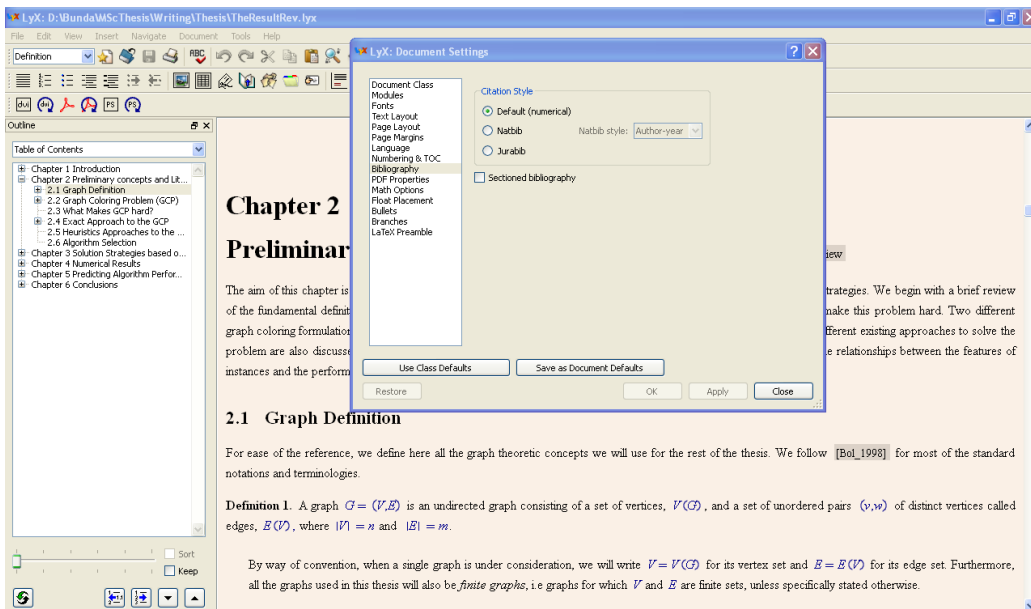 LyX: D:\Bunda\MScThesis\Writing\Thesis\TheResultRev.lyx
File Edit View Insert Navigate Document Tools Help
Definition
ABC
dvi PS PS
Outline
Table of Contents
Chapter 1 Introduction
Chapter 2 Preliminary concepts and Lit...
2.1 Graph Definition
2.2 Graph Coloring Problem (GCP)
2.3 What Makes GCP hard?
2.4 Exact Approach to the GCP
2.5 Heuristics Approaches to the ...
2.6 Algorithm Selection
Chapter 3 Solution Strategies based o...
Chapter 4 Numerical Results
Chapter 5 Predicting Algorithm Perfor...
Chapter 6 Conclusions
Sort
Keep
LyX: Document Settings
Document Class
Modules
Fonts
Text Layout
Page Layout
Page Margins
Language
Numbering & TOC
Bibliography
PDF Properties
Math Options
Float Placement
Bullets
Branches
LaTeX Preamble
Citation Style
Default (numerical)
Natbib Natbib style: Author-year
Jurabib
Sectioned bibliography
Use Class Defaults Save as Document Defaults
Restore OK Apply Close
Chapter 2
Preliminar iew
The aim of this chapter is trategies. We begin with a brief review
of the fundamental definit make this problem hard. Two different
graph coloring formulation fferent existing approaches to solve the
problem are also discusse e relationships between the features of
instances and the perform
2.1 Graph Definition
For ease of the reference, we define here all the graph theoretic concepts we will use for the rest of the thesis. We follow [Bol_1998] for most of the standard
notations and terminologies.
Definition 1. A graph G = (V,E) is an undirected graph consisting of a set of vertices, V(G), and a set of unordered pairs (v,w) of distinct vertices called
edges, E(V), where |V| = n and |E| = m.
By way of convention, when a single graph is under consideration, we will write V = V(G) for its vertex set and E = E(V) for its edge set. Furthermore,
all the graphs used in this thesis will also be finite graphs, i.e graphs for which V and E are finite sets, unless specifically stated otherwise.